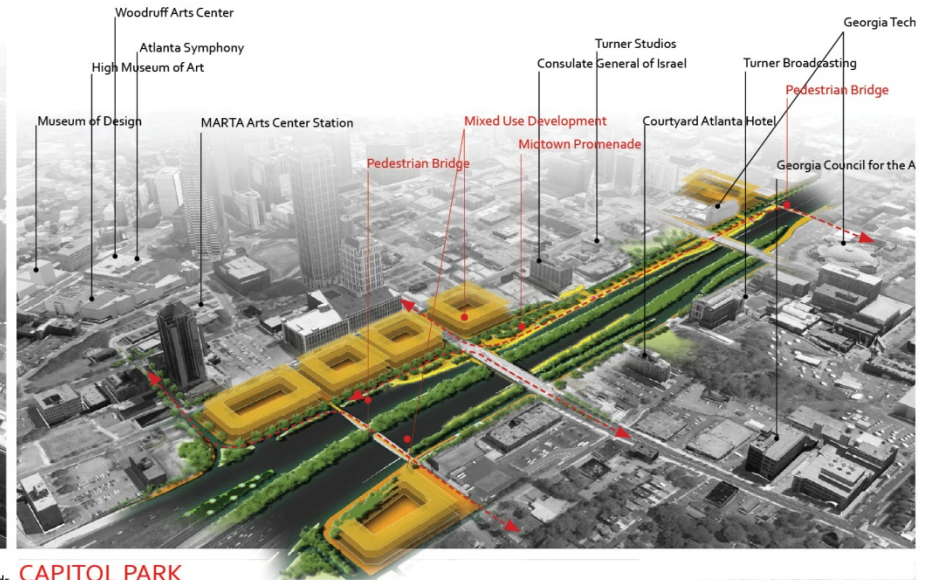 Woodruff Arts Center
Georgia Tech
Atlanta Symphony
Turner Studios
High Museum of Art
Consulate General of Israel
Turner Broadcasting
Pedestrian Bridge
Museum of Design
MARTA Arts Center Station
Mixed Use Development
Courtyard Atlanta Hotel
Midtown Promenade
Pedestrian Bridge
Georgia Council for the A
CAPITOL PARK